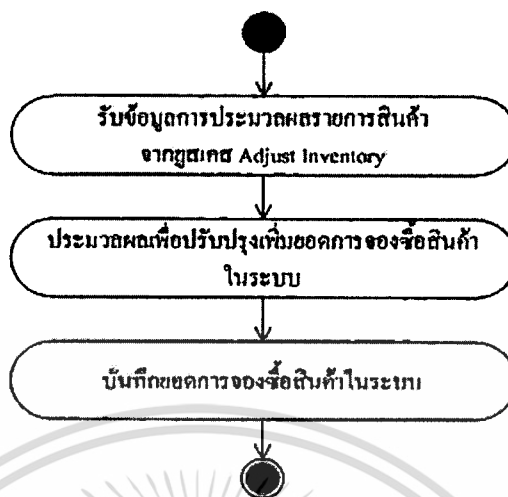 รับข้อมูลการประมวลผลรายการสินค้า
จากยูสเคส Adjust Inventory
ประมวลผลเพื่อปรับปรุงเพิ่มยอดการจองซื้อสินค้า
ในระบบ
บันทึกยอดการจองซื้อสินค้าในระบบ